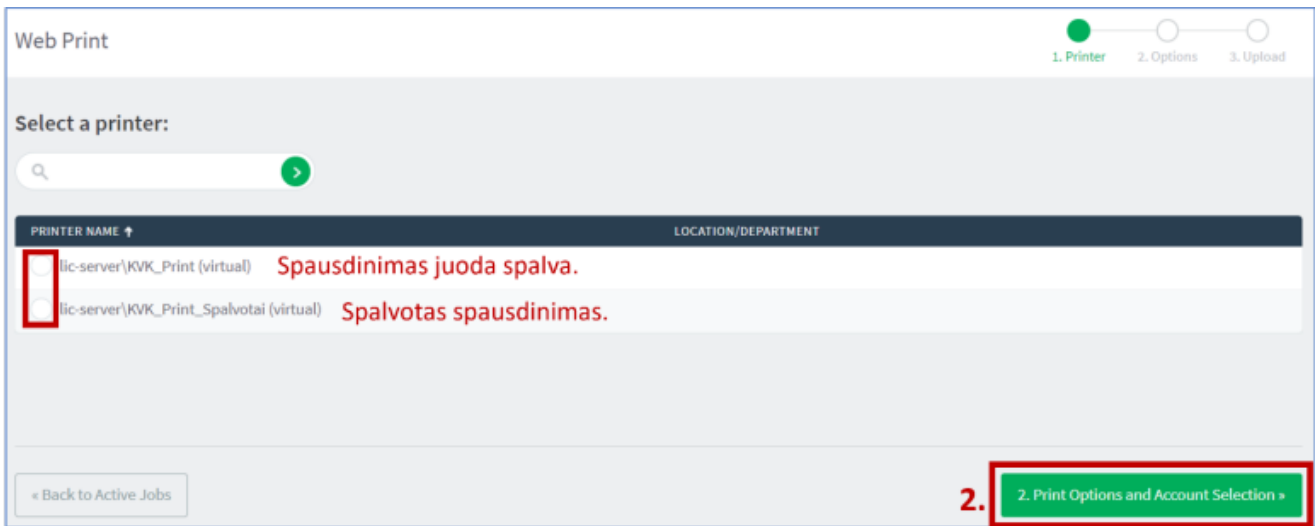 Web Print
1. Printer 2. Options 3. Upload
Select a printer:
PRINTER NAME ↑ LOCATION/DEPARTMENT
lic-server\KVK_Print (virtual) Spausdinimas juoda spalva.
lic-server\KVK_Print_Spalvotai (virtual) Spalvotas spausdinimas.
« Back to Active Jobs 2. 2. Print Options and Account Selection »